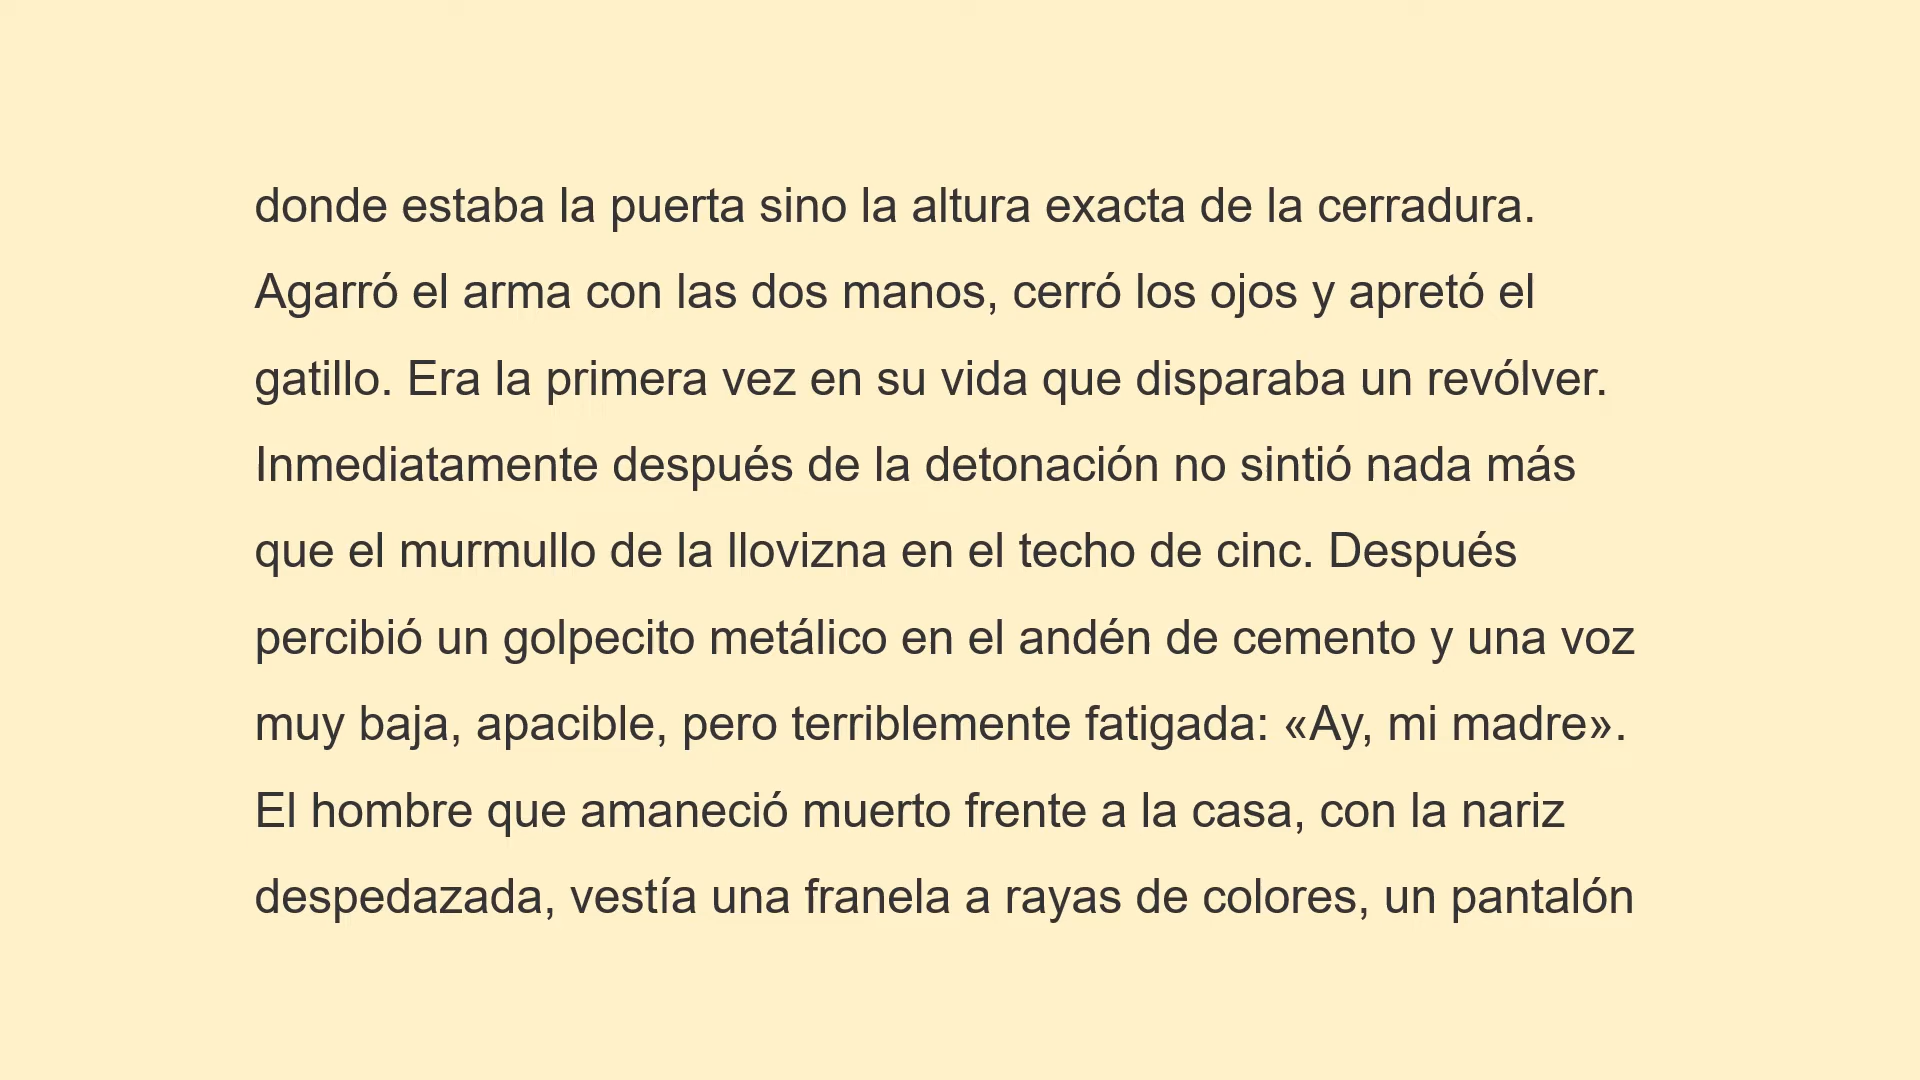 donde estaba la puerta sino la altura exacta de la cerradura.
Agarró el arma con las dos manos, cerró los ojos y apretó el
gatillo. Era la primera vez en su vida que disparaba un revólver.
Inmediatamente después de la detonación no sintió nada más
que el murmullo de la llovizna en el techo de cinc. Después
percibió un golpecito metálico en el andén de cemento y una voz
muy baja, apacible, pero terriblemente fatigada: «Ay, mi madre».
El hombre que amaneció muerto frente a la casa, con la nariz
despedazada, vestía una franela a rayas de colores, un pantalón